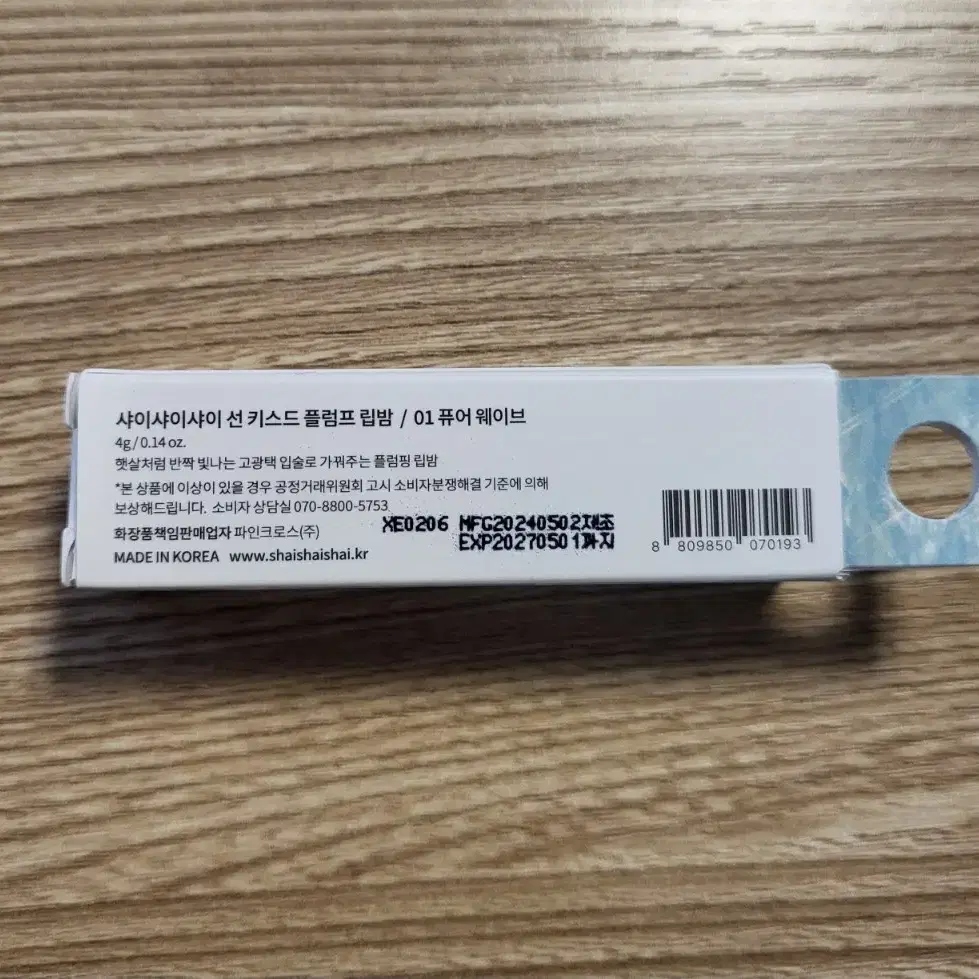 샤이샤이샤이 선 키스드 플럼프 립밤 / 01 퓨어 웨이브
4g / 0.14 oz.
햇살처럼 반짝 빛나는 고광택 입술로 가꿔주는 플럼핑 립밤
*본 상품에 이상이 있을 경우 공정거래위원회 고시 소비자분쟁해결 기준에 의해
보상해드립니다. 소비자 상담실 070-8800-5753
화장품책임판매업자 파인크로스(주)
MADE IN KOREA www.shaishaishai.kr
XE0206 MFG20240502제조
EXP20270501까지
8 809850 070193